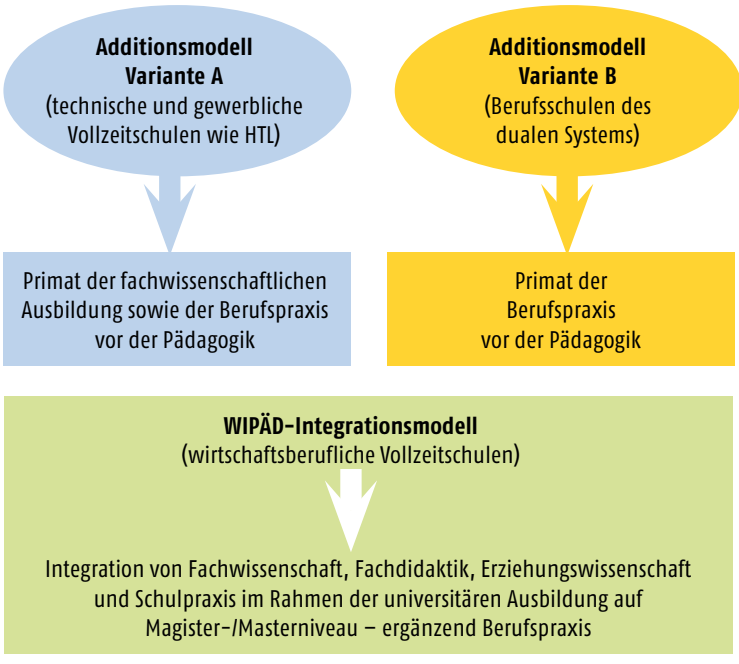 Additionsmodell
Variante A
(technische und gewerbliche
Vollzeitschulen wie HTL)
Additionsmodell
Variante B
(Berufsschulen des
dualen Systems)
Primat der fachwissenschaftlichen
Ausbildung sowie der Berufspraxis
vor der Pädagogik
Primat der
Berufspraxis
vor der Pädagogik
WIPÄD-Integrationsmodell
(wirtschaftsberufliche Vollzeitschulen)
Integration von Fachwissenschaft, Fachdidaktik, Erziehungswissenschaft
und Schulpraxis im Rahmen der universitären Ausbildung auf
Magister-/Masterniveau – ergänzend Berufspraxis